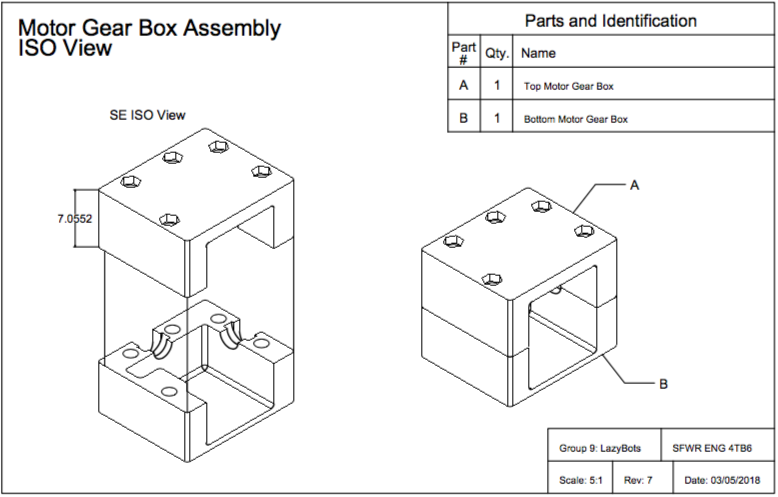 Motor Gear Box Assembly
ISO View
Parts and Identification
Part # Qty. Name
A 1 Top Motor Gear Box
B 1 Bottom Motor Gear Box
SE ISO View
7.0552
A
B
Group 9: LazyBots SFWR ENG 4TB6
Scale: 5:1 Rev: 7 Date: 03/05/2018